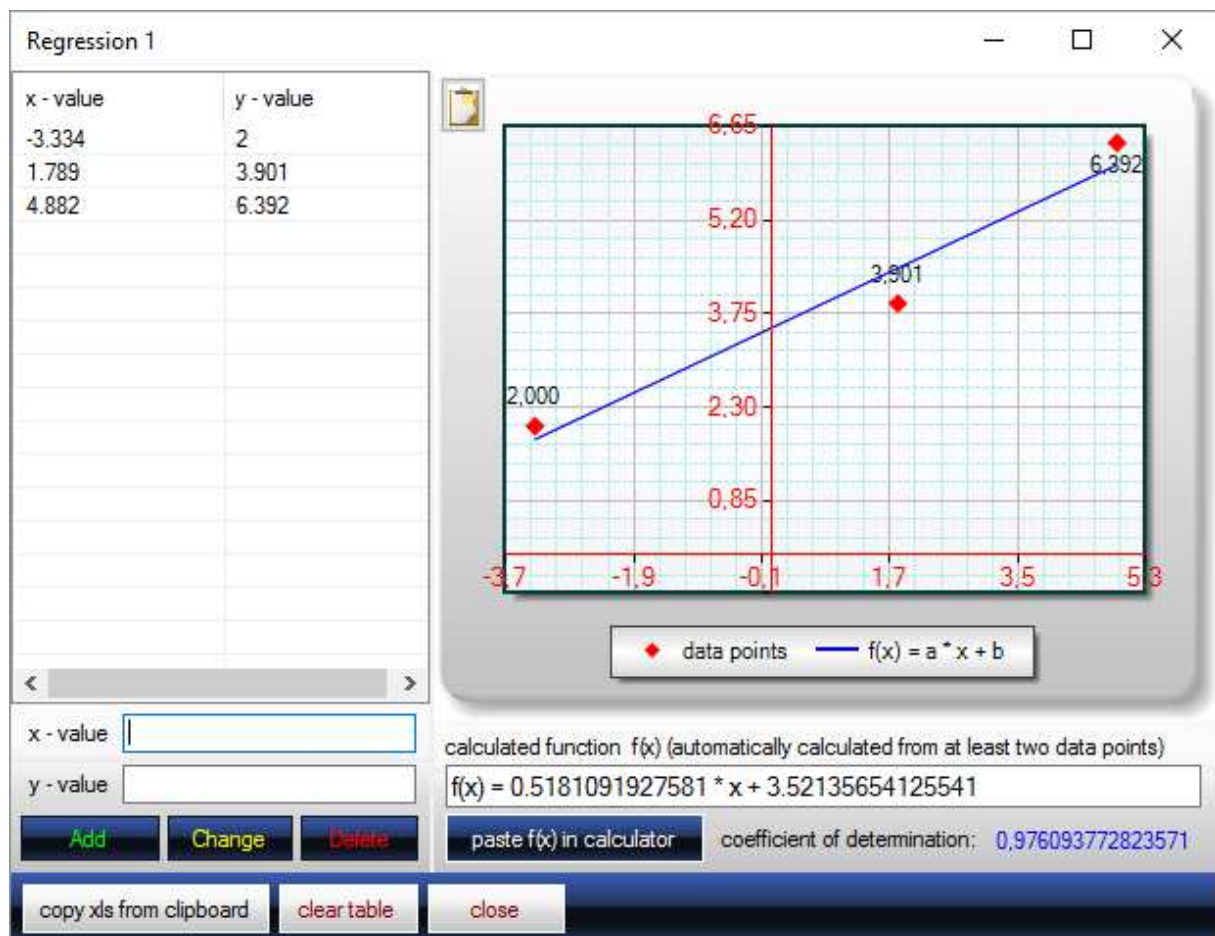 Regression 1
x - value y - value
-3.334 2
1.789 3.901
4.882 6.392
6,65
6,392
5,20
3,901
3,75
2,000
2,30
0,85
-3,7 -1,9 -0,1 1,7 3,5 5,3
data points f(x) = a * x + b
x - value
y - value
Add Change Delete
calculated function f(x) (automatically calculated from at least two data points)
f(x) = 0.5181091927581 * x + 3.52135654125541
paste f(x) in calculator coefficient of determination: 0,976093772823571
copy xls from clipboard clear table close